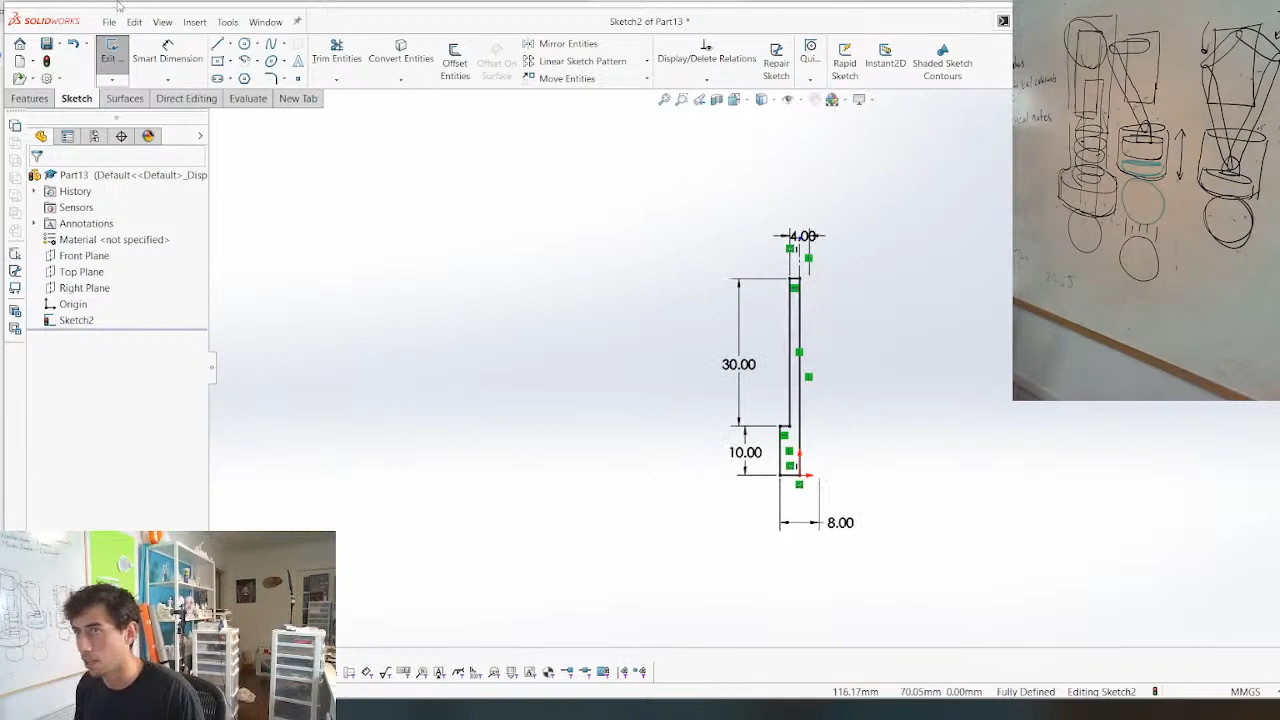 SOLIDWORKS
File Edit View Insert Tools Window
Sketch2 of Part13 *
Exit ...
Smart Dimension
Trim Entities
Convert Entities
Offset Entities
Offset On Surface
Mirror Entities
Linear Sketch Pattern
Move Entities
Display/Delete Relations
Repair Sketch
Qui...
Rapid Sketch
Instant2D
Shaded Sketch Contours
Features Sketch Surfaces Direct Editing Evaluate New Tab
Part13 (Default<<Default>_Disp
History
Sensors
Annotations
Material <not specified>
Front Plane
Top Plane
Right Plane
Origin
Sketch2
4.00
30.00
10.00
8.00
notes
116.17mm 70.05mm 0.00mm Fully Defined Editing Sketch2 MMGS